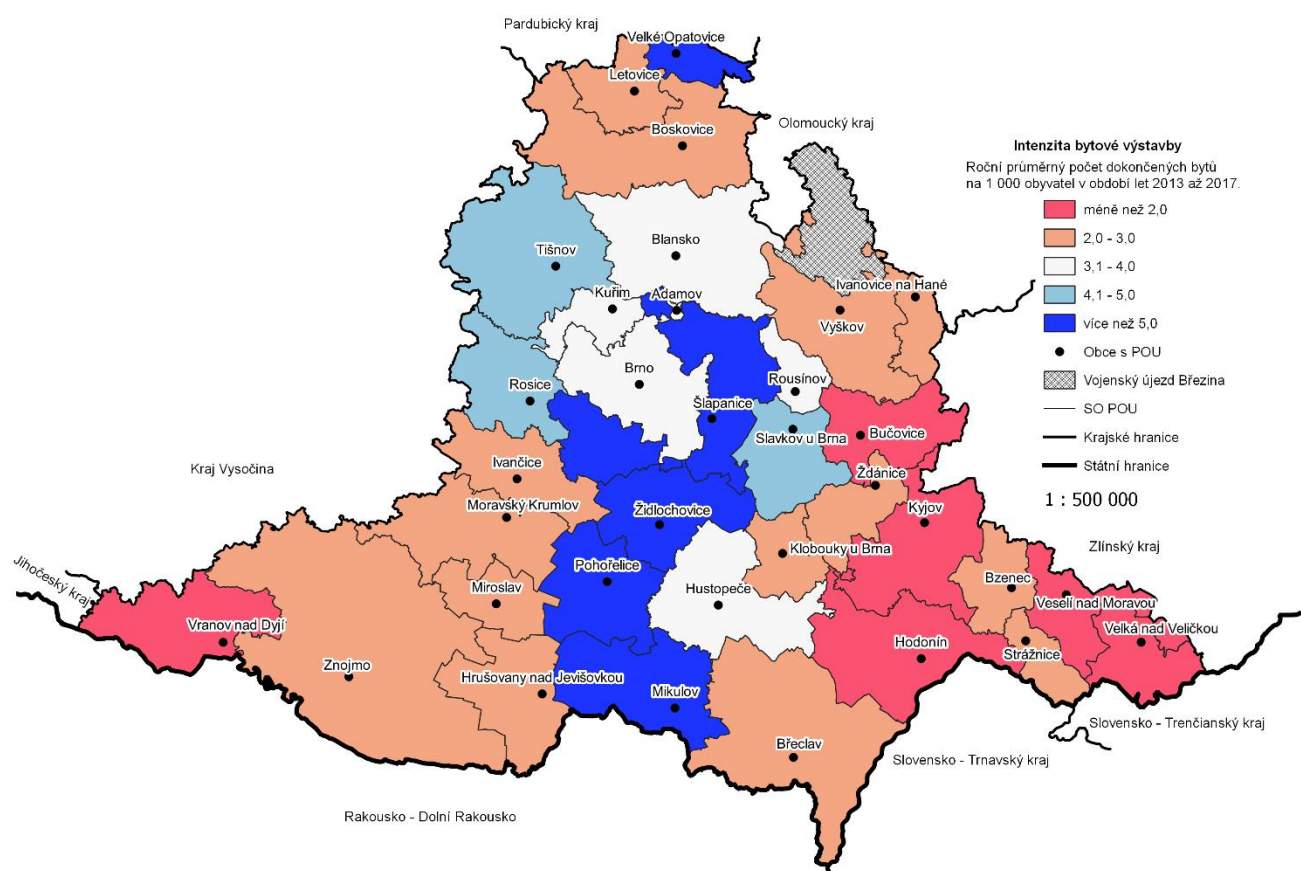 Pardubický kraj
Velké Opatovice
Letovice
Boskovice
Olomoucký kraj
Intenzita bytové výstavby
Roční průměrný počet dokončených bytů
na 1 000 obyvatel v období let 2013 až 2017.
méně než 2,0
2,0 - 3,0
3,1 - 4,0
4,1 - 5,0
více než 5,0
Obce s POU
Vojenský újezd Březina
SO POU
Krajské hranice
Státní hranice
1 : 500 000
Tišnov
Blansko
Kuřim
Adamov
Ivanovice na Hané
Vyškov
Brno
Rousínov
Rosice
Šlapanice
Slavkov u Brna
Bučovice
Kraj Vysočina
Ivančice
Ždánice
Moravský Krumlov
Židlochovice
Kyjov
Klobouky u Brna
Zlínský kraj
Jihočeský kraj
Pohořelice
Bzenec
Miroslav
Hustopeče
Veselí nad Moravou
Vranov nad Dyjí
Velká nad Veličkou
Hodonín
Strážnice
Znojmo
Hrušovany nad Jevišovkou
Mikulov
Slovensko - Trenčianský kraj
Břeclav
Slovensko - Trnavský kraj
Rakousko - Dolní Rakousko